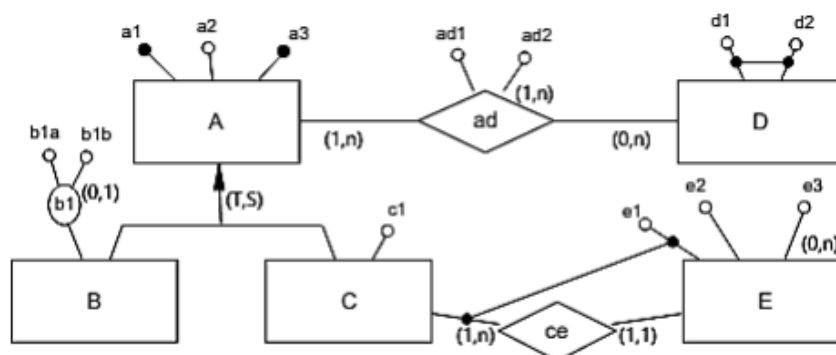 a1
a2
a3
ad1
ad2
d1
d2
A
(1,n)
ad
(1,n)
(0,n)
D
b1a
b1b
b1
(0,1)
(T,S)
c1
e1
e2
e3
(0,n)
B
C
(1,n)
ce
(1,1)
E